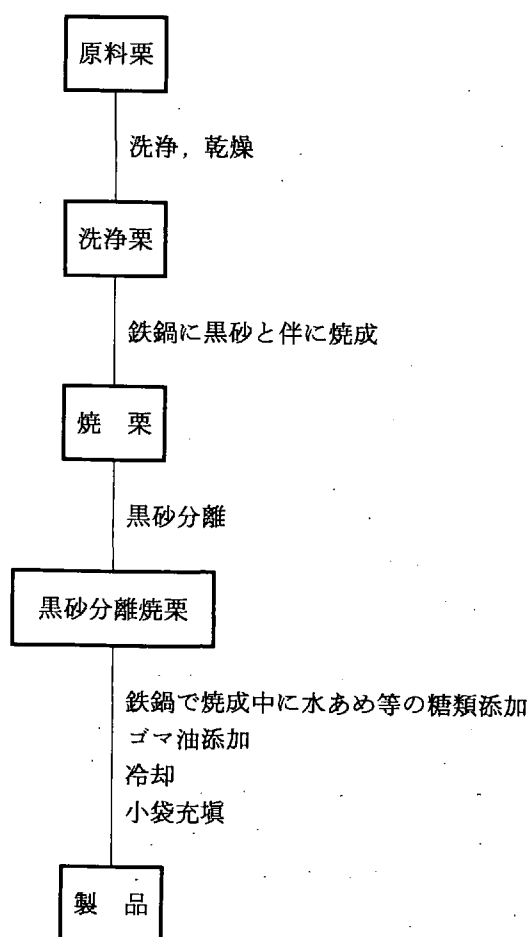 原料栗
洗浄，乾燥
洗浄栗
鉄鍋に黒砂と伴に焼成
焼　栗
黒砂分離
黒砂分離焼栗
鉄鍋で焼成中に水あめ等の糖類添加
ゴマ油添加
冷却
小袋充塡
製　品